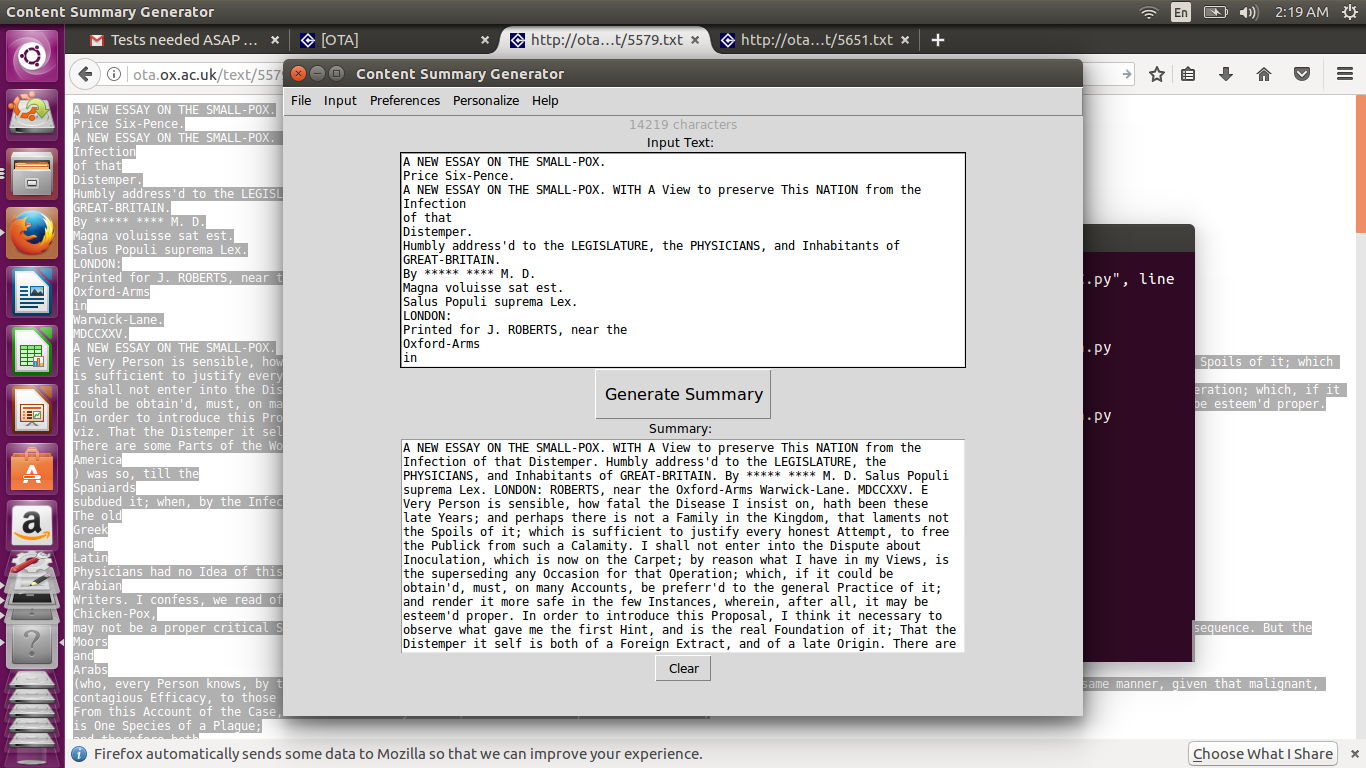 Content Summary Generator
En
2:19 AM
Tests needed ASAP ...
[OTA]
http://ota...t/5579.txt
http://ota...t/5651.txt
ota.ox.ac.uk/text/557
A NEW ESSAY ON THE SMALL-POX.
Price Six-Pence.
A NEW ESSAY ON THE SMALL-POX.
Infection
of that
Distemper.
Humbly address'd to the LEGISL
GREAT-BRITAIN.
By ***** **** M. D.
Magna voluisse sat est.
Salus Populi suprema Lex.
LONDON:
Printed for J. ROBERTS, near t
Oxford-Arms
in
Warwick-Lane.
MDCCXXV.
A NEW ESSAY ON THE SMALL-POX.
E Very Person is sensible, how
Spoils of it; which
is sufficient to justify every
I shall not enter into the Dis
eration; which, if it
could be obtain'd, must, on ma
be esteem'd proper.
In order to introduce this Pro
viz. That the Distemper it sel
There are some Parts of the Wo
America
) was so, till the
Spaniards
subdued it; when, by the Infec
The old
Greek
and
Latin
Physicians had no Idea of this
Arabian
Writers. I confess, we read of
Chicken-Pox,
may not be a proper critical S
sequence. But the
Moors
and
Arabs
(who, every Person knows, by t
same manner, given that malignant,
contagious Efficacy, to those
From this Account of the Case,
is One Species of a Plague;
and therefore both
Content Summary Generator
File Input Preferences Personalize Help
14219 characters
Input Text:
A NEW ESSAY ON THE SMALL-POX.
Price Six-Pence.
A NEW ESSAY ON THE SMALL-POX. WITH A View to preserve This NATION from the
Infection
of that
Distemper.
Humbly address'd to the LEGISLATURE, the PHYSICIANS, and Inhabitants of
GREAT-BRITAIN.
By ***** **** M. D.
Magna voluisse sat est.
Salus Populi suprema Lex.
LONDON:
Printed for J. ROBERTS, near the
Oxford-Arms
in
Generate Summary
Summary:
A NEW ESSAY ON THE SMALL-POX. WITH A View to preserve This NATION from the
Infection of that Distemper. Humbly address'd to the LEGISLATURE, the
PHYSICIANS, and Inhabitants of GREAT-BRITAIN. By ***** **** M. D. Salus Populi
suprema Lex. LONDON: ROBERTS, near the Oxford-Arms Warwick-Lane. MDCCXXV. E
Very Person is sensible, how fatal the Disease I insist on, hath been these
late Years; and perhaps there is not a Family in the Kingdom, that laments not
the Spoils of it; which is sufficient to justify every honest Attempt, to free
the Publick from such a Calamity. I shall not enter into the Dispute about
Inoculation, which is now on the Carpet; by reason what I have in my Views, is
the superseding any Occasion for that Operation; which, if it could be
obtain'd, must, on many Accounts, be preferr'd to the general Practice of it;
and render it more safe in the few Instances, wherein, after all, it may be
esteem'd proper. In order to introduce this Proposal, I think it necessary to
observe what gave me the first Hint, and is the real Foundation of it; That the
Distemper it self is both of a Foreign Extract, and of a late Origin. There are
Clear
.py", line
.py
.py
Firefox automatically sends some data to Mozilla so that we can improve your experience.
Choose What I Share